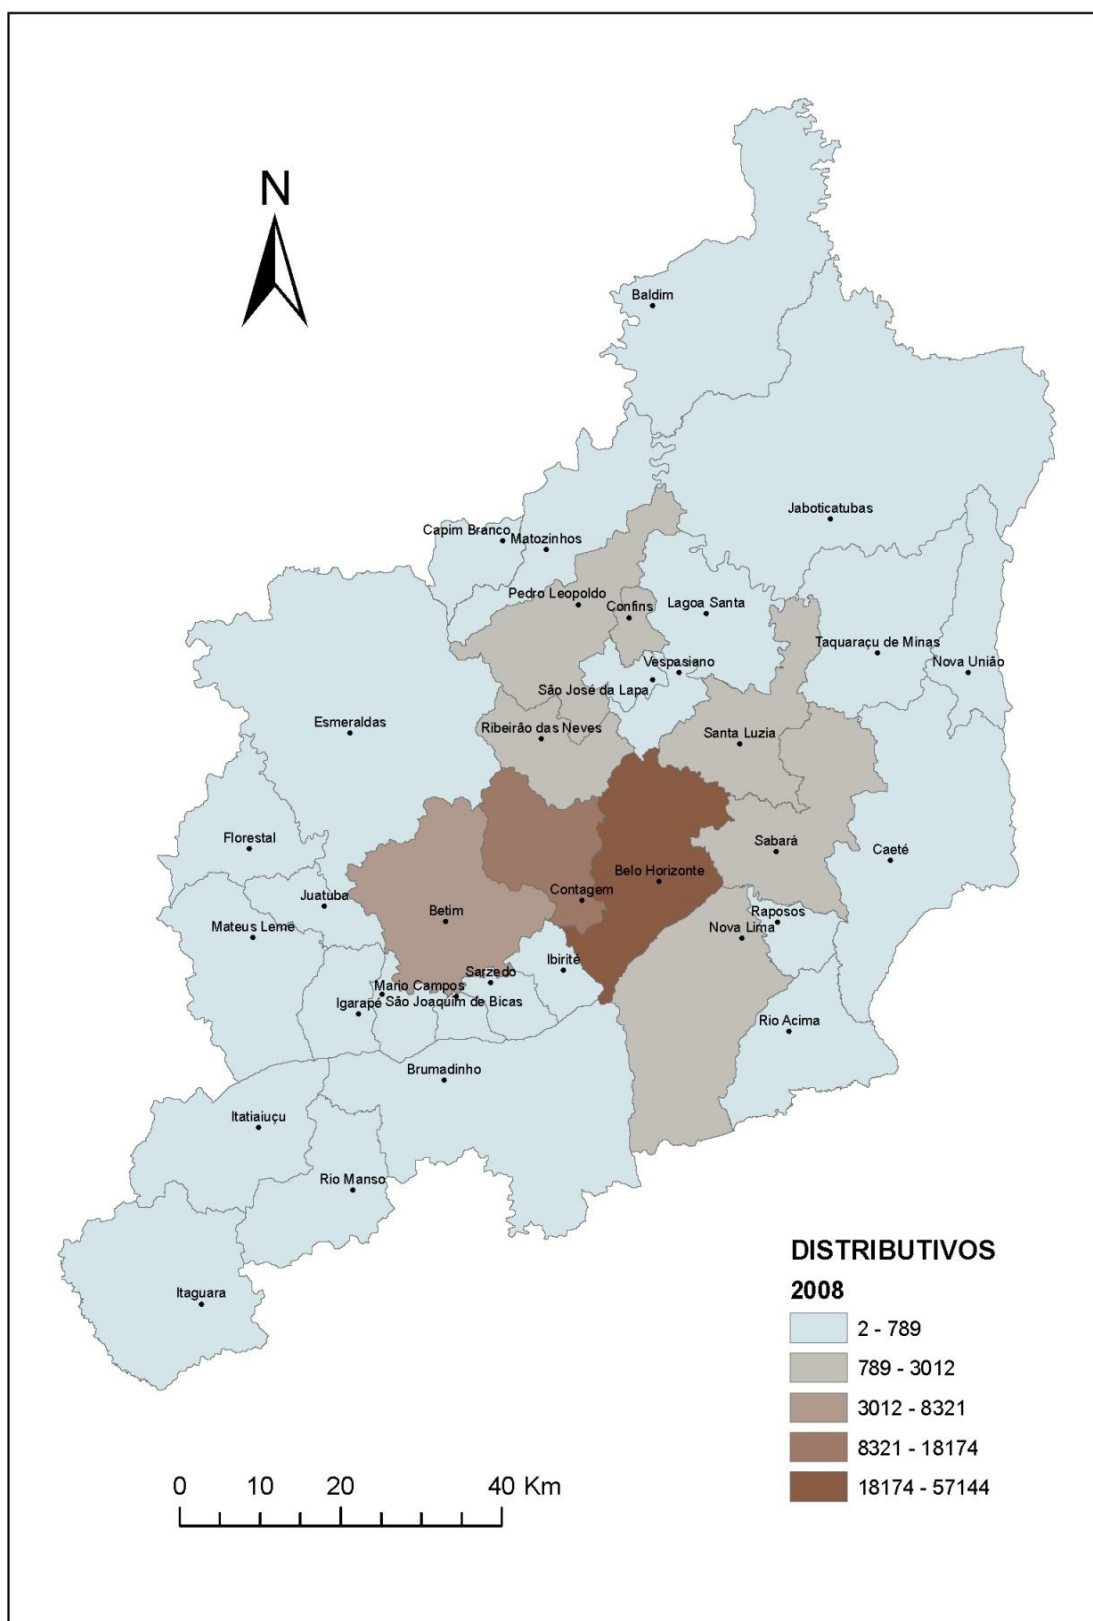 N
Baldim
Jaboticatubas
Capim Branco
Matozinhos
Pedro Leopoldo
Confins
Lagoa Santa
Taquaraçu de Minas
Nova União
Vespasiano
São José da Lapa
Esmeraldas
Ribeirão das Neves
Santa Luzia
Florestal
Sabará
Caeté
Belo Horizonte
Juatuba
Contagem
Betim
Raposos
Mateus Leme
Nova Lima
Ibirité
Sarzedo
Mario Campos
São Joaquim de Bicas
Igarapé
Rio Acima
Brumadinho
Itatiaiuçu
Rio Manso
Itaguara
DISTRIBUTIVOS
2008
2 - 789
789 - 3012
3012 - 8321
8321 - 18174
18174 - 57144
0 10 20 40 Km